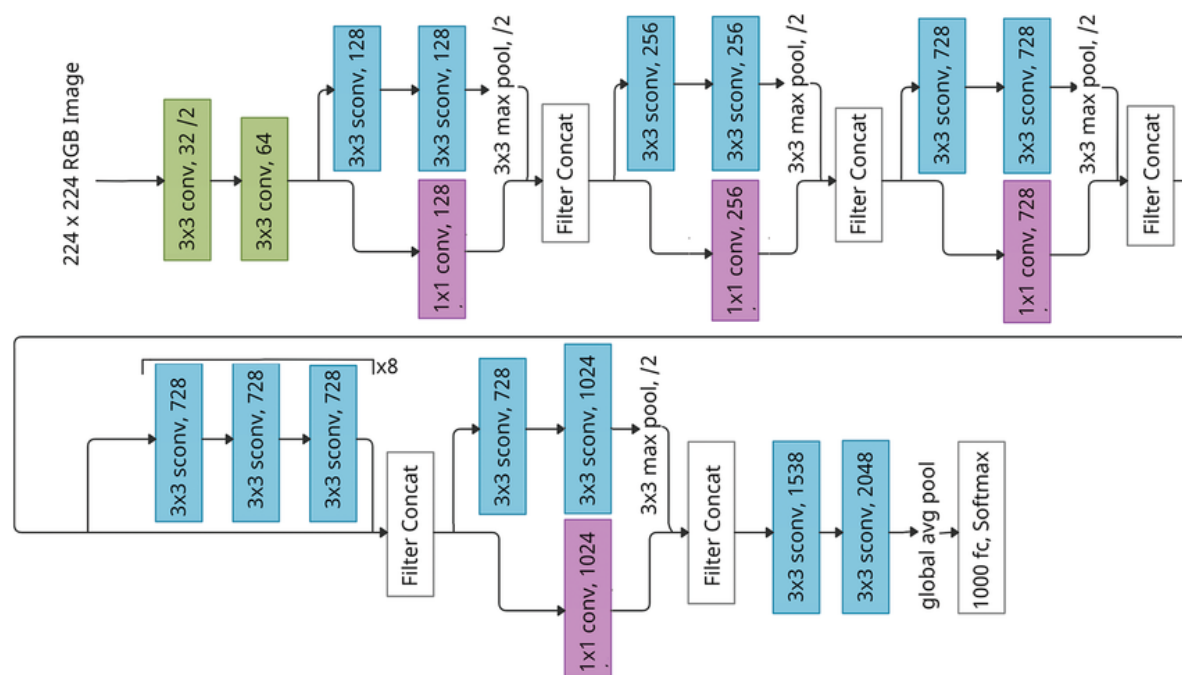 224 x 224 RGB Image
3x3 conv, 32 /2
3x3 conv, 64
3x3 sconv, 128
3x3 sconv, 128
3x3 max pool, /2
1x1 conv, 128
Filter Concat
3x3 sconv, 256
3x3 sconv, 256
3x3 max pool, /2
1x1 conv, 256
Filter Concat
3x3 sconv, 728
3x3 sconv, 728
3x3 max pool, /2
1x1 conv, 728
Filter Concat
3x3 sconv, 728
3x3 sconv, 728
3x3 sconv, 728
x8
Filter Concat
3x3 sconv, 728
3x3 sconv, 1024
3x3 max pool, /2
1x1 conv, 1024
Filter Concat
3x3 sconv, 1538
3x3 sconv, 2048
global avg pool
1000 fc, Softmax